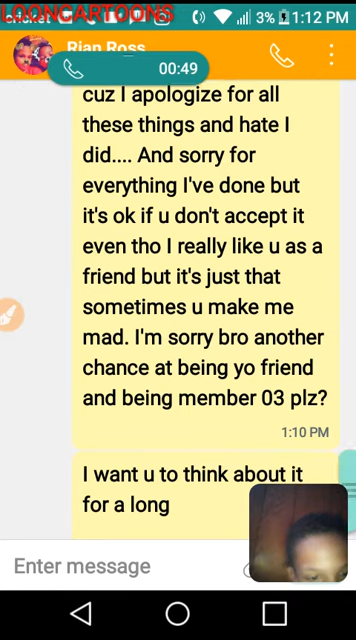 LOONCARTOONS
3% 1:12 PM
Rian Ross
00:49
cuz I apologize for all
these things and hate I
did.... And sorry for
everything I've done but
it's ok if u don't accept it
even tho I really like u as a
friend but it's just that
sometimes u make me
mad. I'm sorry bro another
chance at being yo friend
and being member 03 plz?
1:10 PM
I want u to think about it
for a long
Enter message